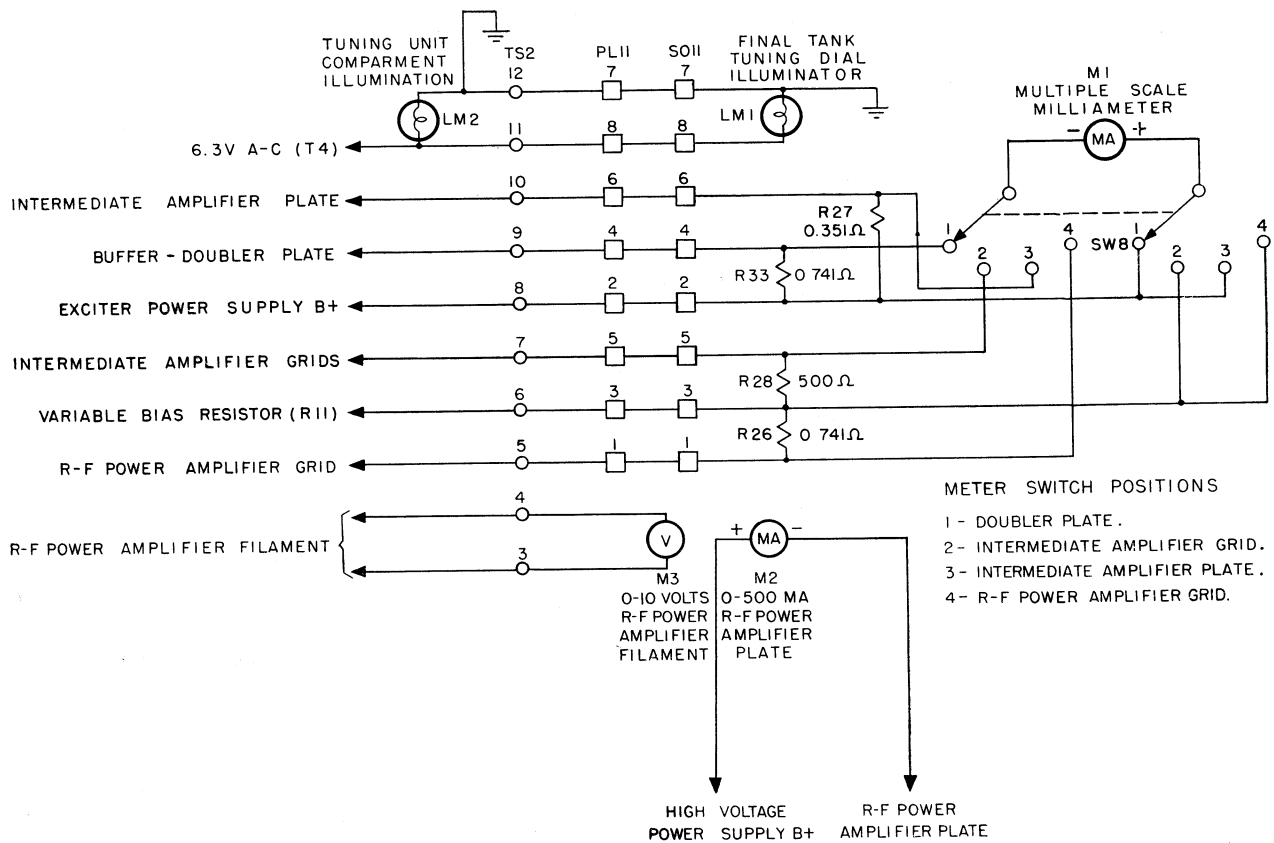 TUNING UNIT
COMPARMENT
ILLUMINATION
TS2
PL11
SO11
FINAL TANK
TUNING DIAL
ILLUMINATOR
M1
MULTIPLE SCALE
MILLIAMETER
12
7
7
LM2
LM1
- MA +
6.3V A-C (T4)
11
8
8
INTERMEDIATE AMPLIFIER PLATE
10
6
6
R27
0.351Ω
BUFFER - DOUBLER PLATE
9
4
4
1
2
3
4
SW8
1
2
3
4
R33
0 741Ω
EXCITER POWER SUPPLY B+
8
2
2
INTERMEDIATE AMPLIFIER GRIDS
7
5
5
R28
500 Ω
VARIABLE BIAS RESISTOR (R11)
6
3
3
R26
0 741Ω
R-F POWER AMPLIFIER GRID
5
1
1
R-F POWER AMPLIFIER FILAMENT
4
3
V
M3
0-10 VOLTS
R-F POWER
AMPLIFIER
FILAMENT
+ MA -
M2
0-500 MA
R-F POWER
AMPLIFIER
PLATE
METER SWITCH POSITIONS
1 - DOUBLER PLATE.
2 - INTERMEDIATE AMPLIFIER GRID.
3 - INTERMEDIATE AMPLIFIER PLATE.
4 - R-F POWER AMPLIFIER GRID.
HIGH VOLTAGE
POWER SUPPLY B+
R-F POWER
AMPLIFIER PLATE